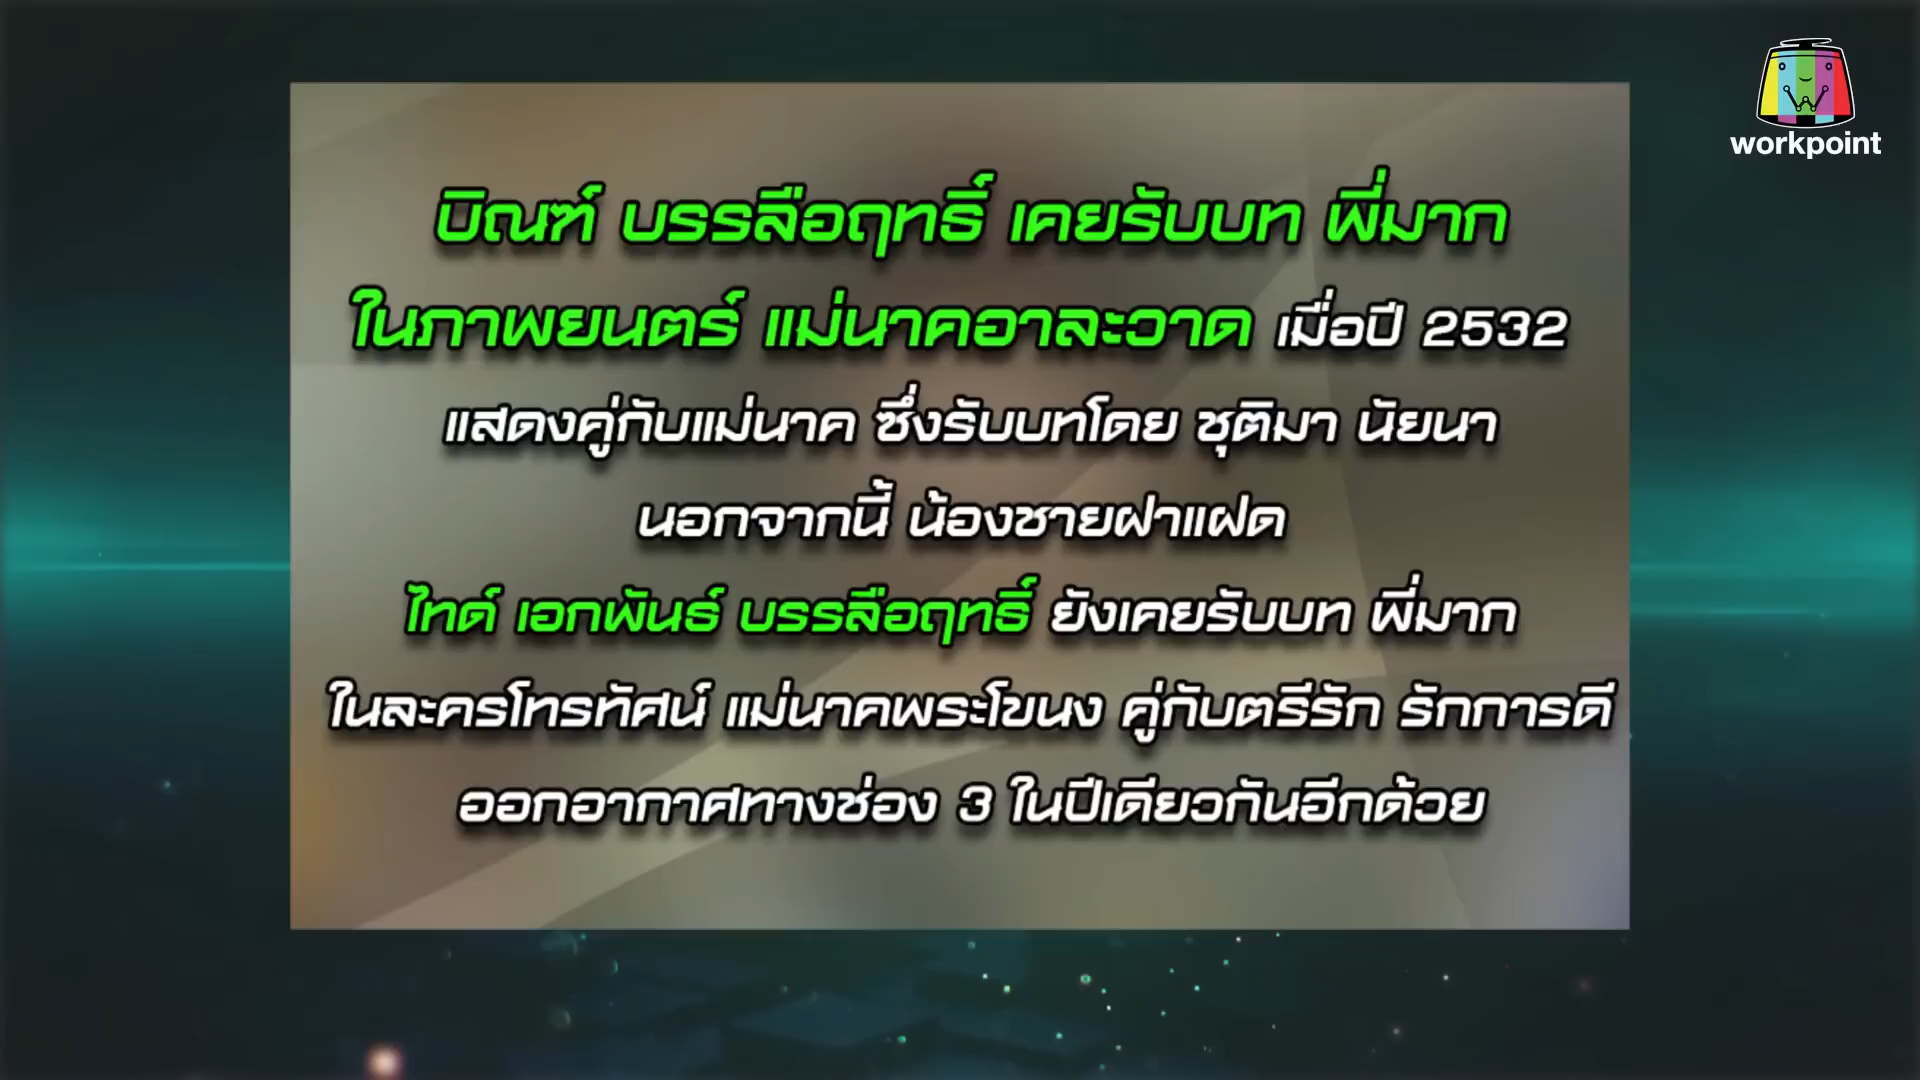 workpoint
บิณฑ์ บรรลือฤทธิ์ เคยรับบท พี่มาก
ในภาพยนตร์ แม่นาคอาละวาด เมื่อปี 2532
แสดงคู่กับแม่นาค ซึ่งรับบทโดย ชุติมา นัยนา
นอกจากนี้ น้องชายฝาแฝด
ไทด์ เอกพันธ์ บรรลือฤทธิ์ ยังเคยรับบท พี่มาก
ในละครโทรทัศน์ แม่นาคพระโขนง คู่กับตรีรัก รักการดี
ออกอากาศทางช่อง 3 ในปีเดียวกันอีกด้วย